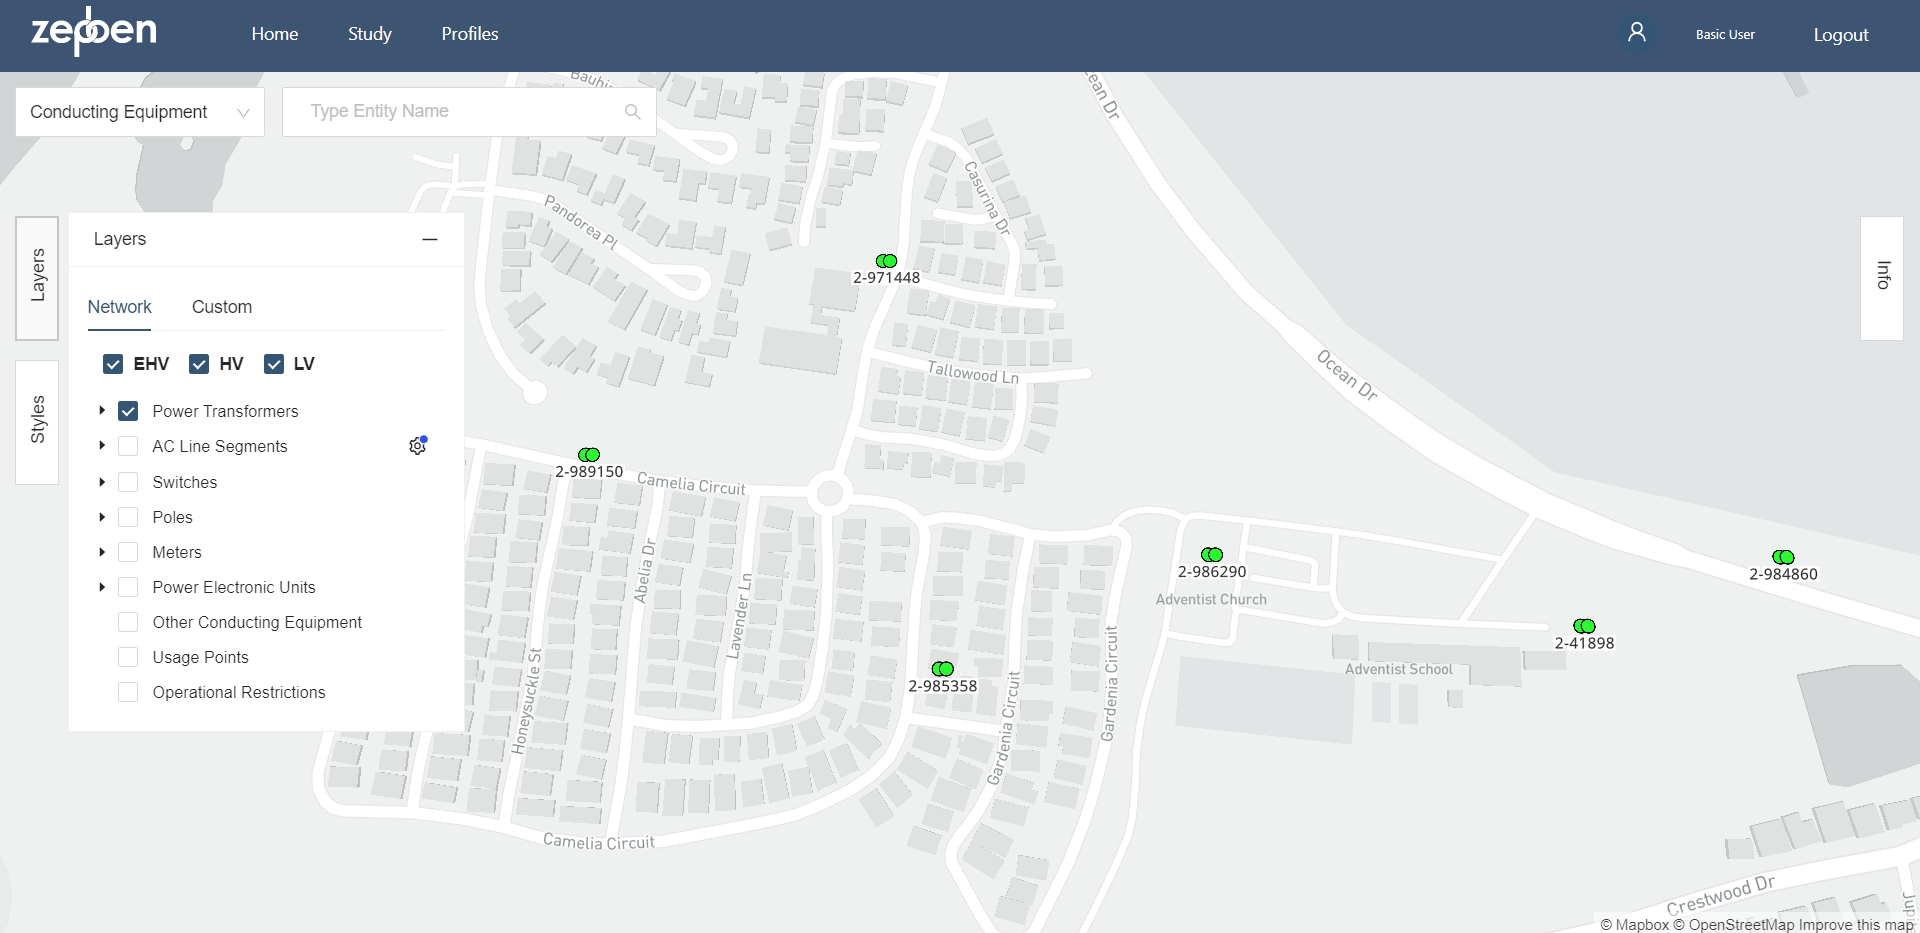 zepben
Home
Study
Profiles
Basic User
Logout
Conducting Equipment
Type Entity Name
Layers
Styles
Info
Layers
Network
Custom
EHV
HV
LV
Power Transformers
AC Line Segments
Switches
Poles
Meters
Power Electronic Units
Other Conducting Equipment
Usage Points
Operational Restrictions
Bauhi
cean Dr
Casurina Dr
Pandorea Pl
2-971448
Ocean Dr
Tallowood Ln
2-989150
Camelia Circuit
Abelia Dr
Lavender Ln
Honeysuckle St
2-986290
Adventist Church
2-984860
2-41898
Adventist School
2-985358
Gardenia Circuit
Gardenia Circuit
Camelia Circuit
Crestwood Dr
Jupi
© Mapbox © OpenStreetMap Improve this map